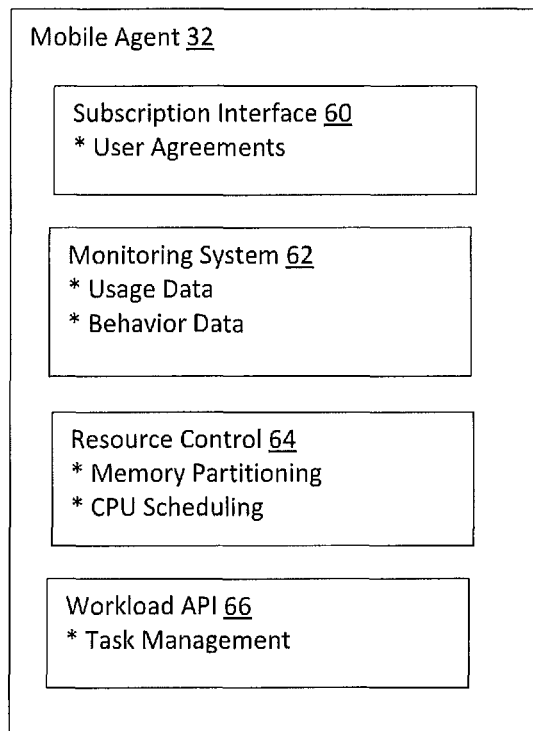 Mobile Agent 32
Subscription Interface 60
* User Agreements
Monitoring System 62
* Usage Data
* Behavior Data
Resource Control 64
* Memory Partitioning
* CPU Scheduling
Workload API 66
* Task Management